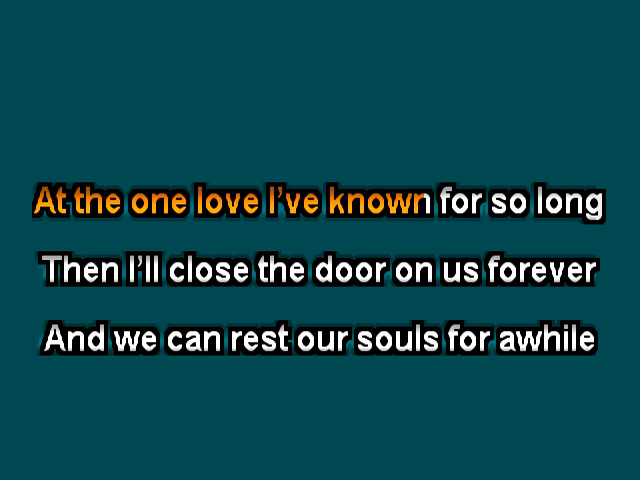 At the one love I've known for so long
Then I'll close the door on us forever
And we can rest our souls for awhile